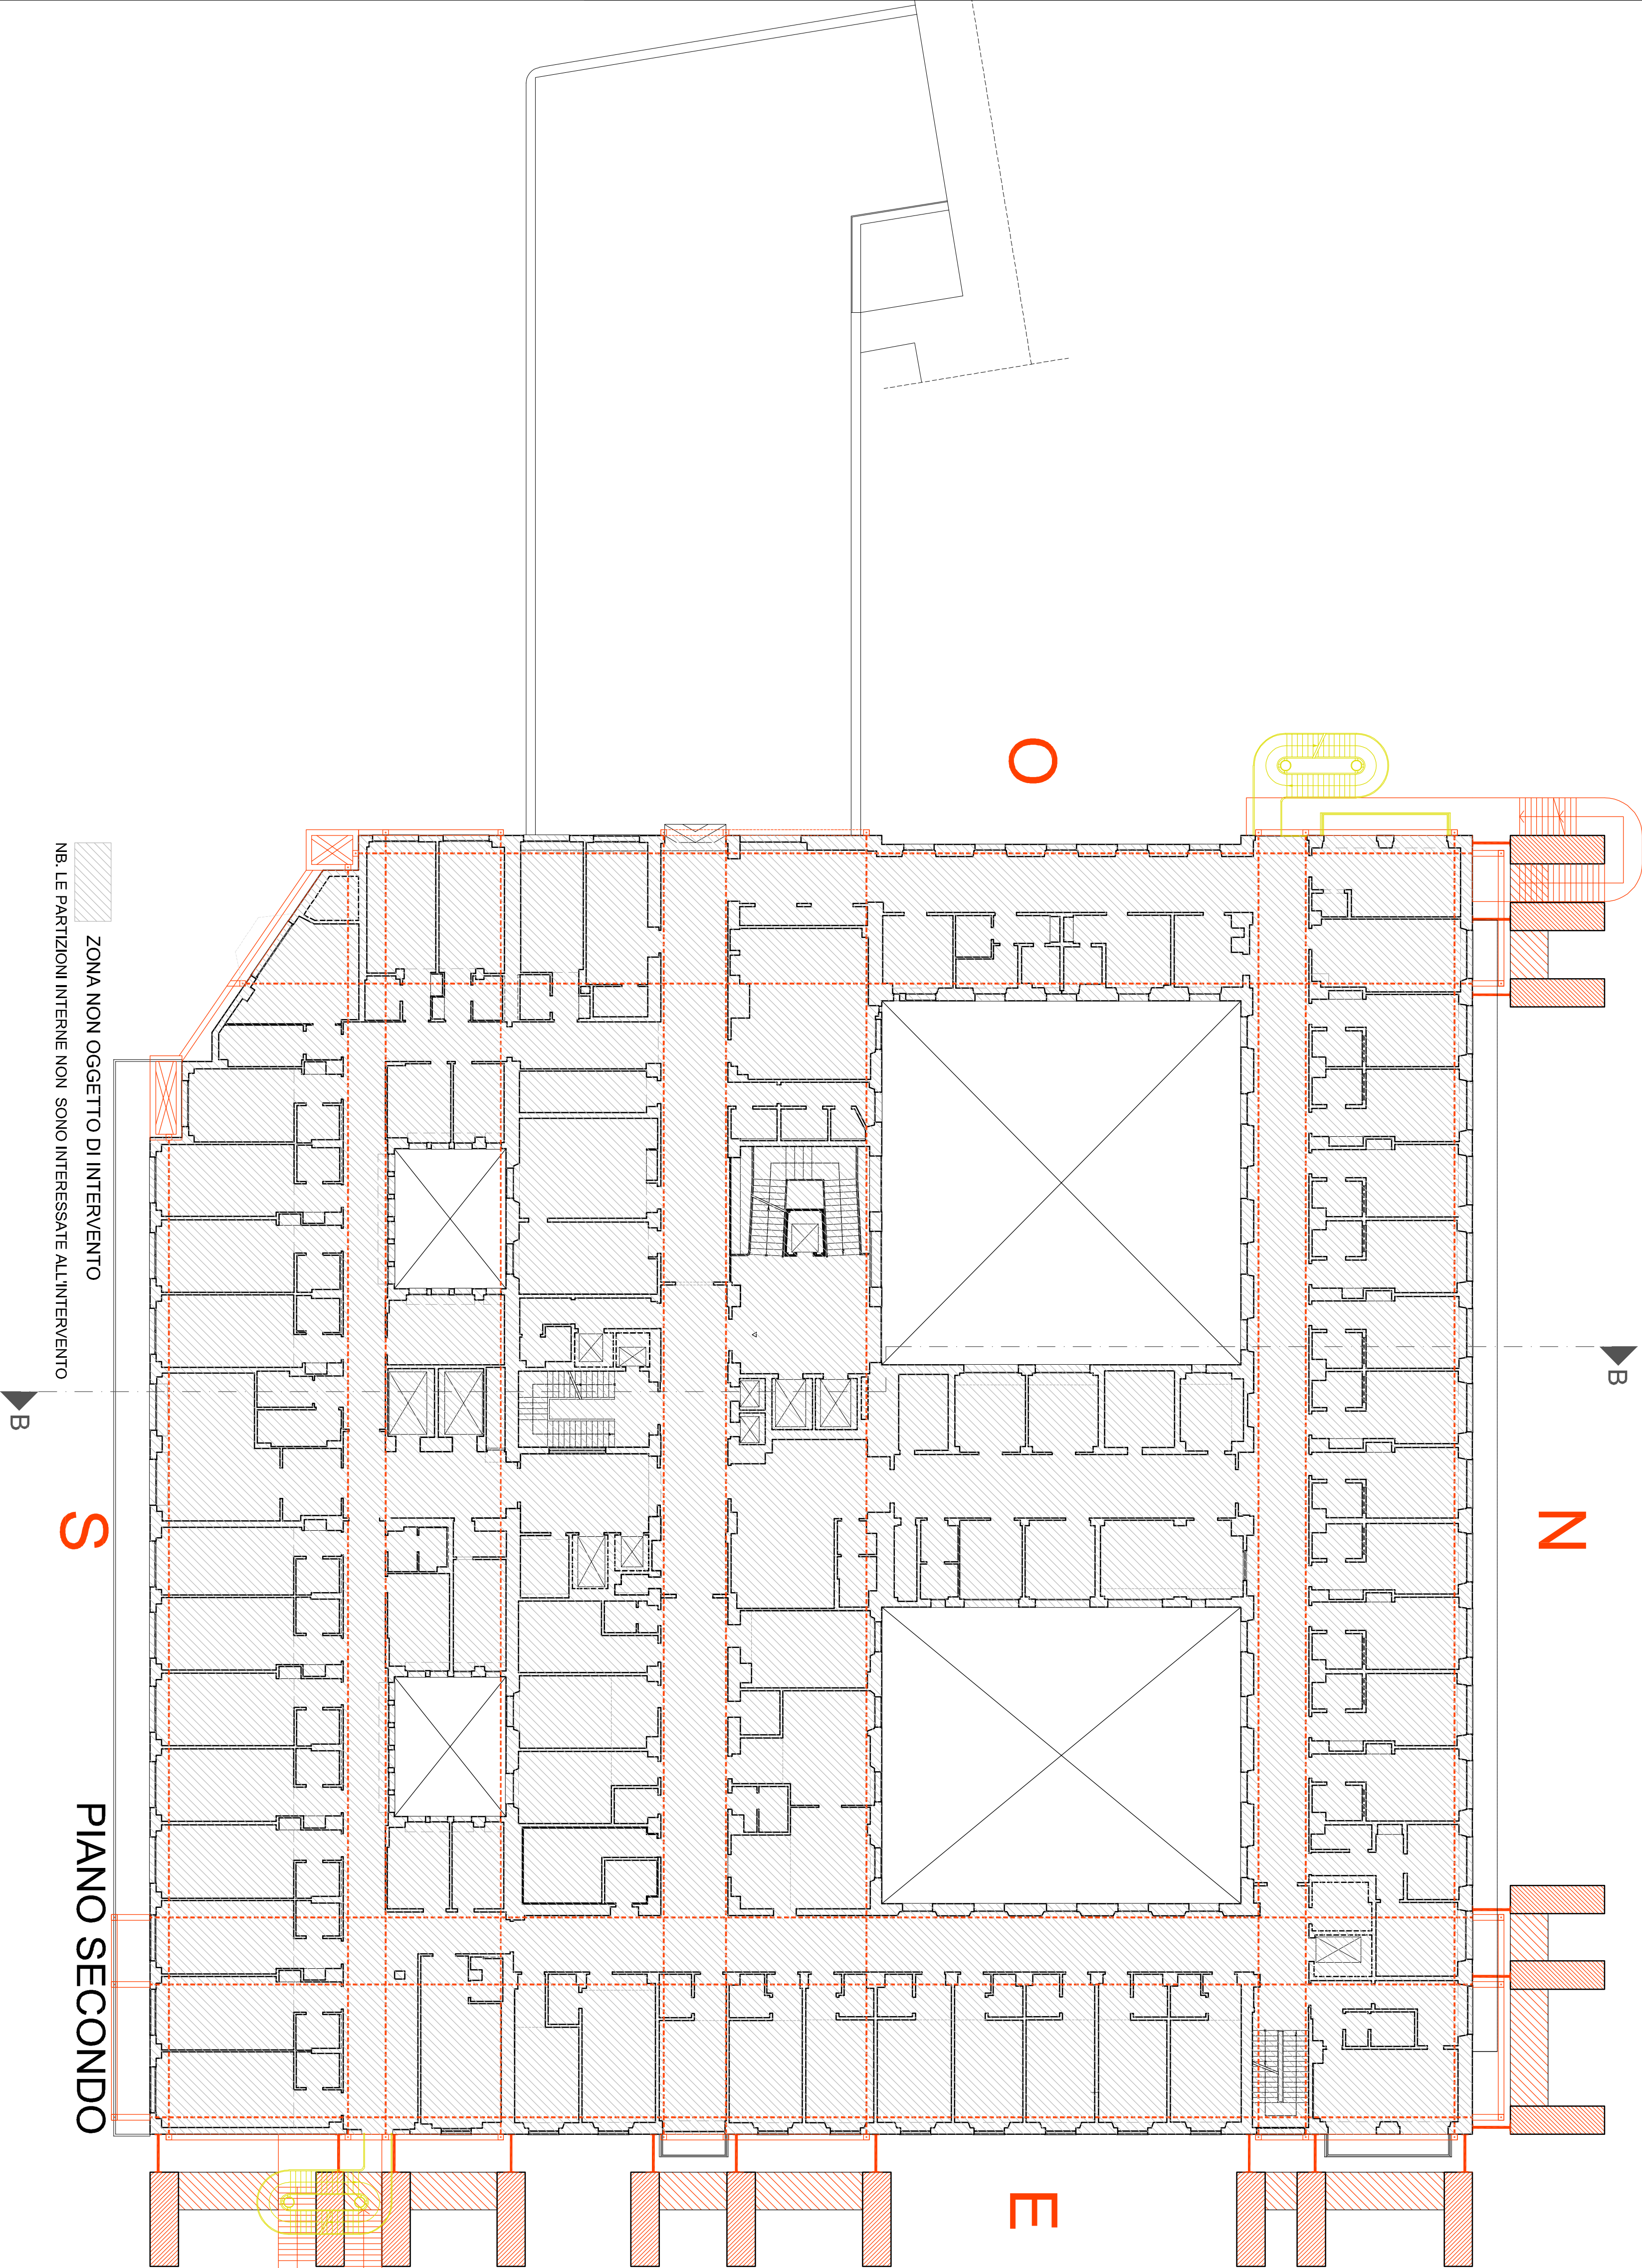 PIANO SECONDO
ZONA NON OGGETTO DI INTERVENTO
NB. LE PARTIZIONI INTERNE NON SONO INTERESSATE ALL'INTERVENTO
N
O
E
S
B
B